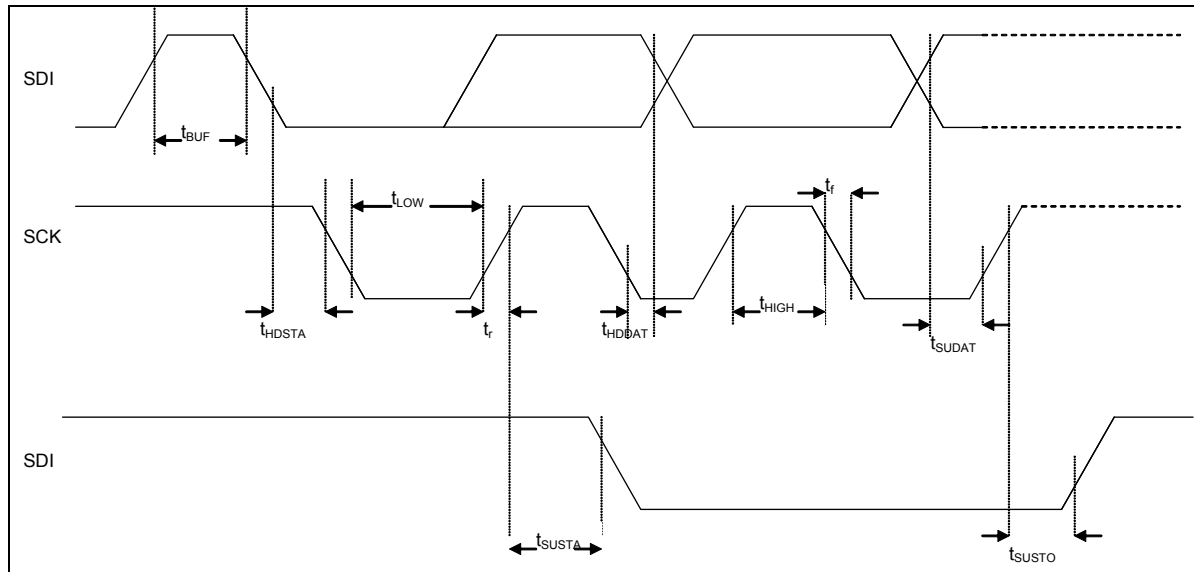 SDI
tBUF
tLOW
tf
SCK
tHDSTA
tr
tHDDAT
tHIGH
tSUDAT
SDI
tSUSTA
tSUSTO